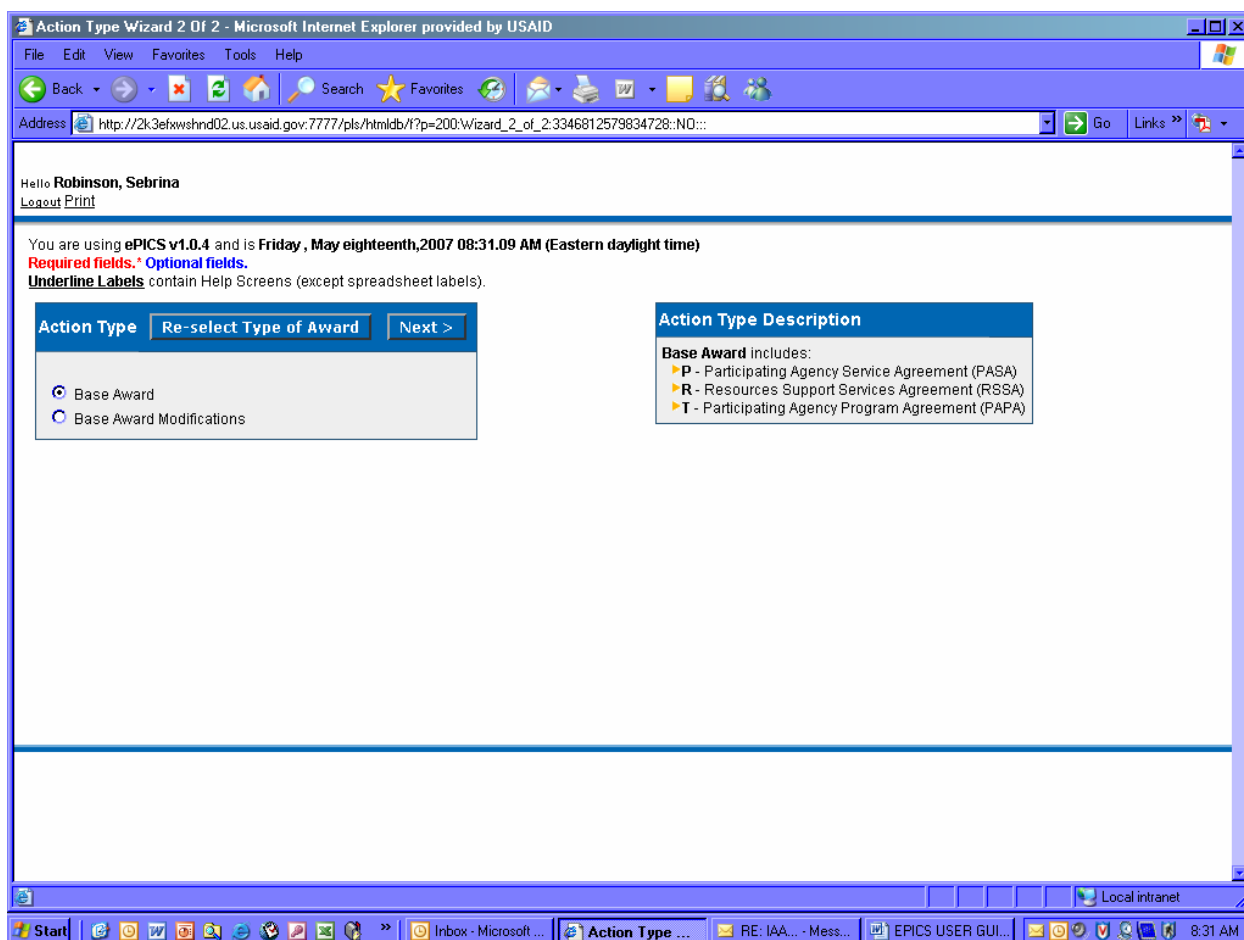 Action Type Wizard 2 Of 2 - Microsoft Internet Explorer provided by USAID
File Edit View Favorites Tools Help
Back Search Favorites
Address http://2k3efxwshnd02.us.usaid.gov:7777/pls/htmldb/f?p=200:Wizard_2_of_2:3346812579834728::NO::: Go Links »
Hello Robinson, Sebrina
Logout Print
You are using ePICS v1.0.4 and is Friday , May eighteenth,2007 08:31.09 AM (Eastern daylight time)
Required fields.* Optional fields.
Underline Labels contain Help Screens (except spreadsheet labels).
Action Type Re-select Type of Award Next >
Base Award
Base Award Modifications
Action Type Description
Base Award includes:
P - Participating Agency Service Agreement (PASA)
R - Resources Support Services Agreement (RSSA)
T - Participating Agency Program Agreement (PAPA)
Local intranet
Start » Inbox - Microsoft ... Action Type ... RE: IAA... - Mess... EPICS USER GUI... 8:31 AM